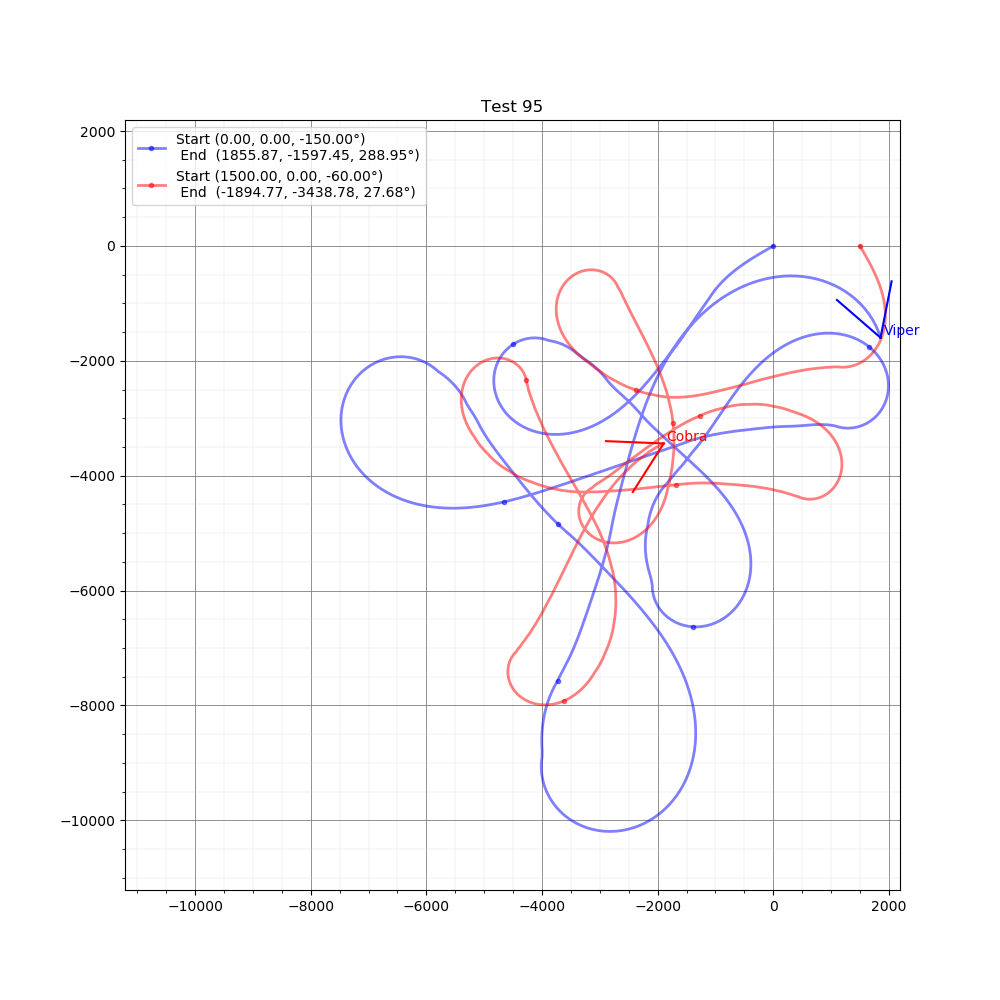 Test 95
Start (0.00, 0.00, -150.00°)
End (1855.87, -1597.45, 288.95°)
Start (1500.00, 0.00, -60.00°)
End (-1894.77, -3438.78, 27.68°)
2000
0
−2000
−4000
−6000
−8000
−10000
Viper
Cobra
−10000
−8000
−6000
−4000
−2000
0
2000